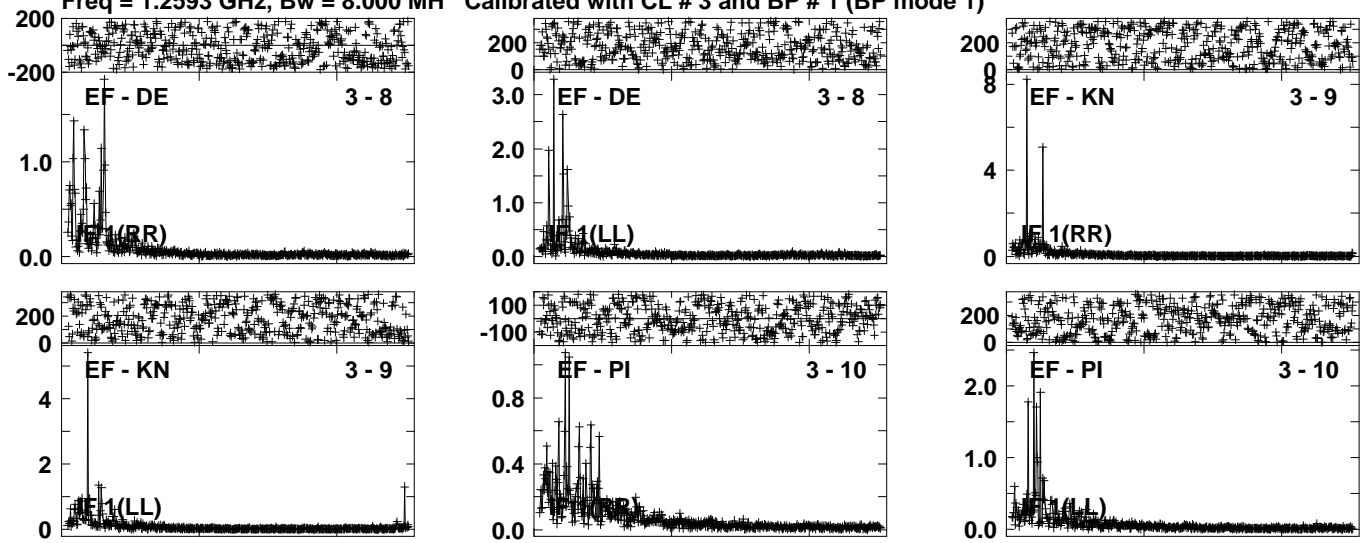 Freq = 1.2593 GHz, Bw = 8.000 MH Calibrated with CL # 3 and BP # 1 (BP mode 1)
200
-200
EF - DE 3 - 8
1.0
0.0
IF 1(RR)
200
0
EF - DE 3 - 8
3.0
2.0
1.0
0.0
IF 1(LL)
200
0
8
EF - KN 3 - 9
4
0
IF 1(RR)
200
0
EF - KN 3 - 9
4
2
0
IF 1(LL)
100
-100
EF - PI 3 - 10
0.8
0.4
0.0
IF 1(RR)
200
0
EF - PI 3 - 10
2.0
1.0
0.0
IF 1(LL)